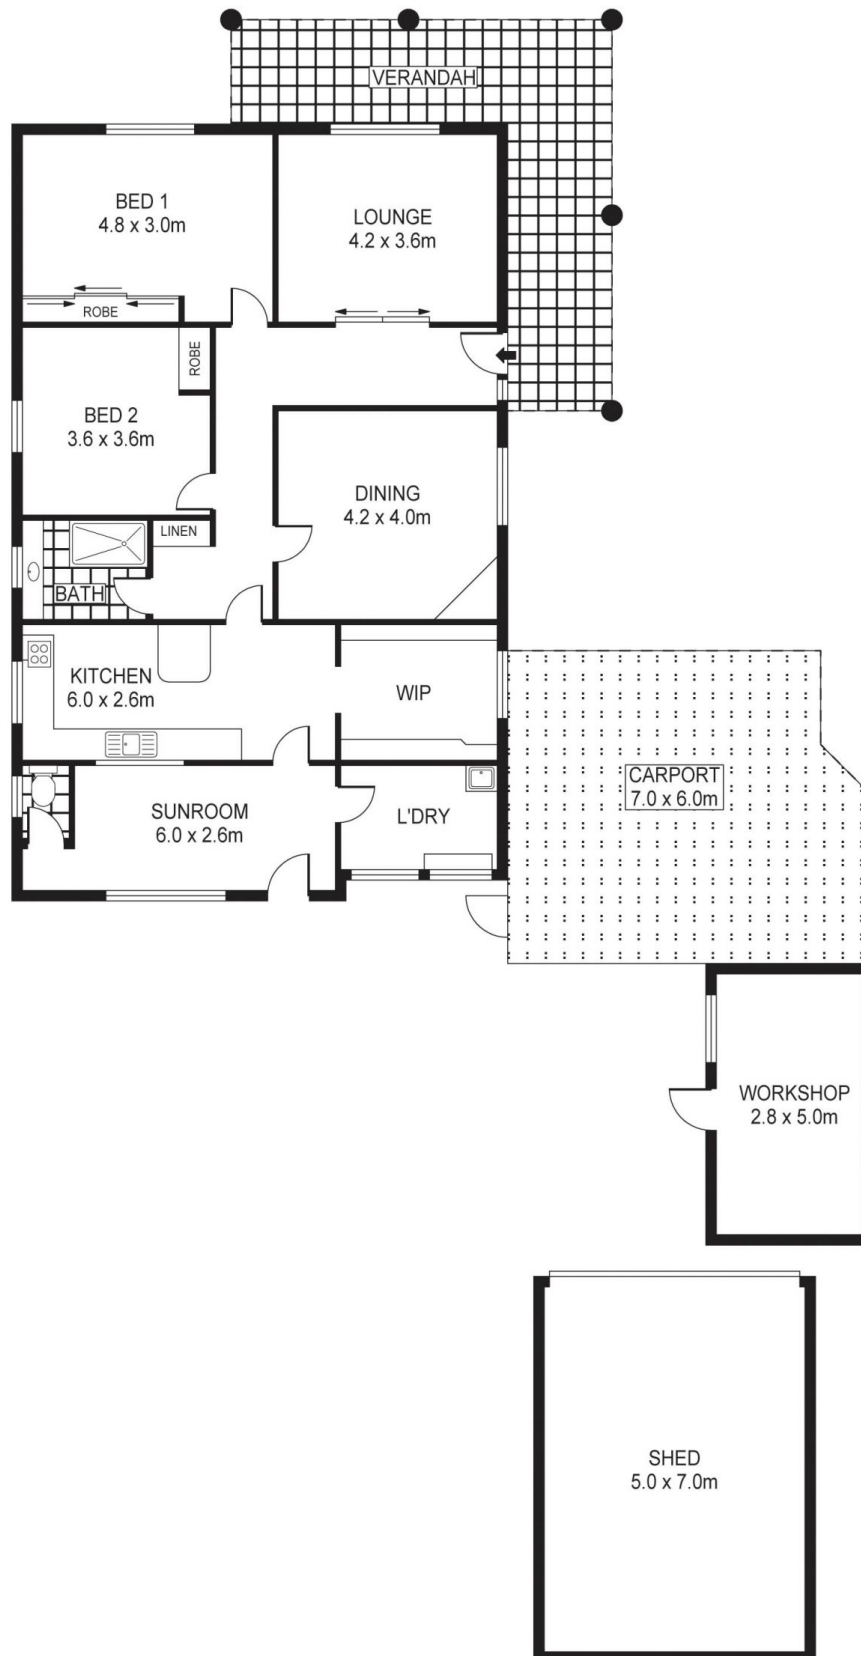 VERANDAH
BED 1
4.8 x 3.0m
LOUNGE
4.2 x 3.6m
ROBE
ROBE
BED 2
3.6 x 3.6m
DINING
4.2 x 4.0m
LINEN
BATH
KITCHEN
6.0 x 2.6m
WIP
CARPORT
7.0 x 6.0m
SUNROOM
6.0 x 2.6m
L'DRY
WORKSHOP
2.8 x 5.0m
SHED
5.0 x 7.0m